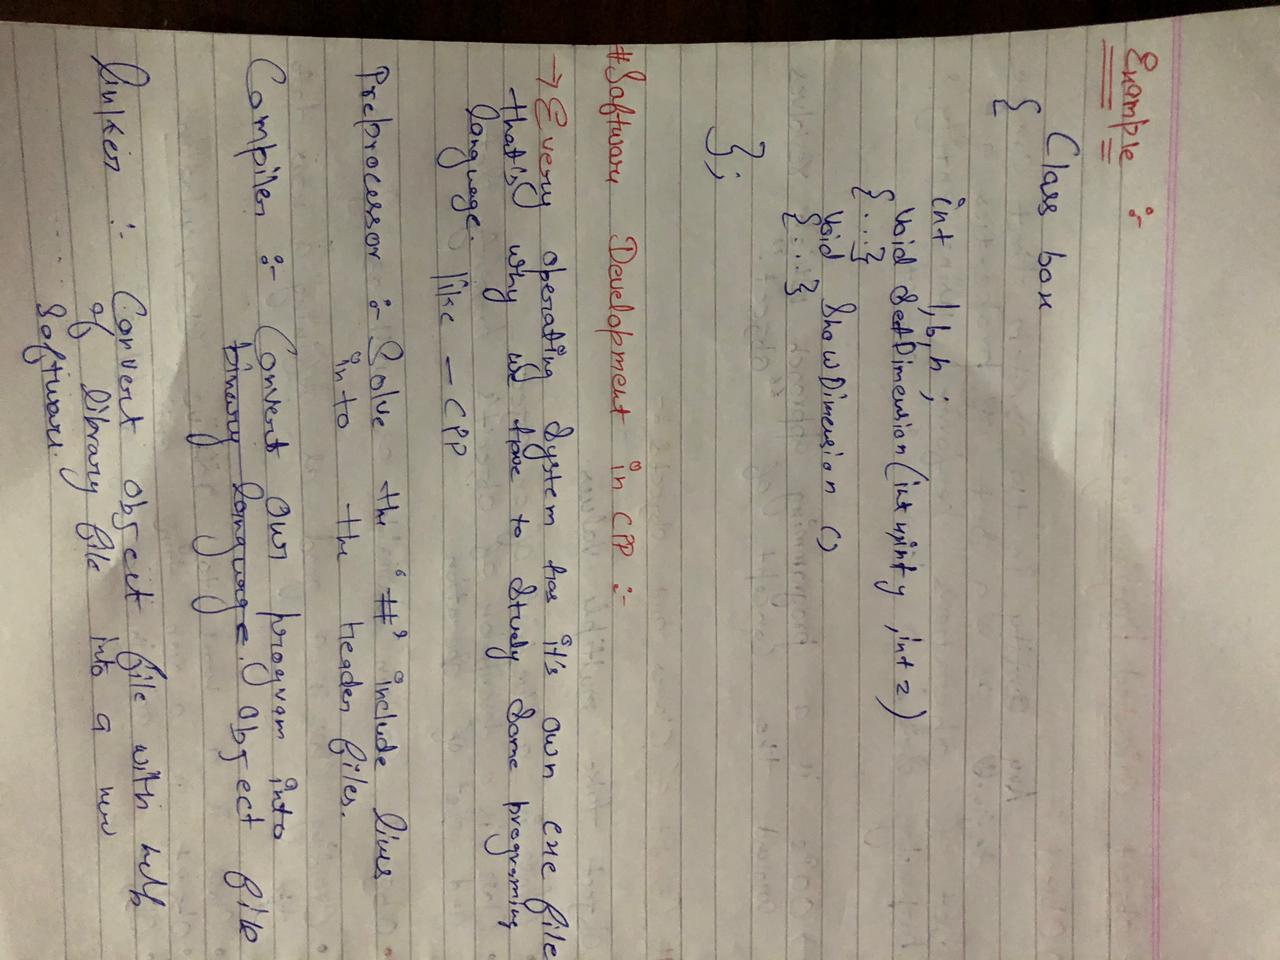 Example :-
Class box
{
int l, b, h ;
void SetDimension (int x, int y, int z)
{...}
void ShowDimension ()
{...}
};
#Software Development in CPP :-
→ Every operating System has it's own exe file
that's why we have to Study Some programing
language. like - CPP
Preprocessor :- Solve the '#' include lines
into the header files.
Compiler :- Convert our program into
binary language. Object file
linker :- Convert object file with help
of library file into a new
Software.